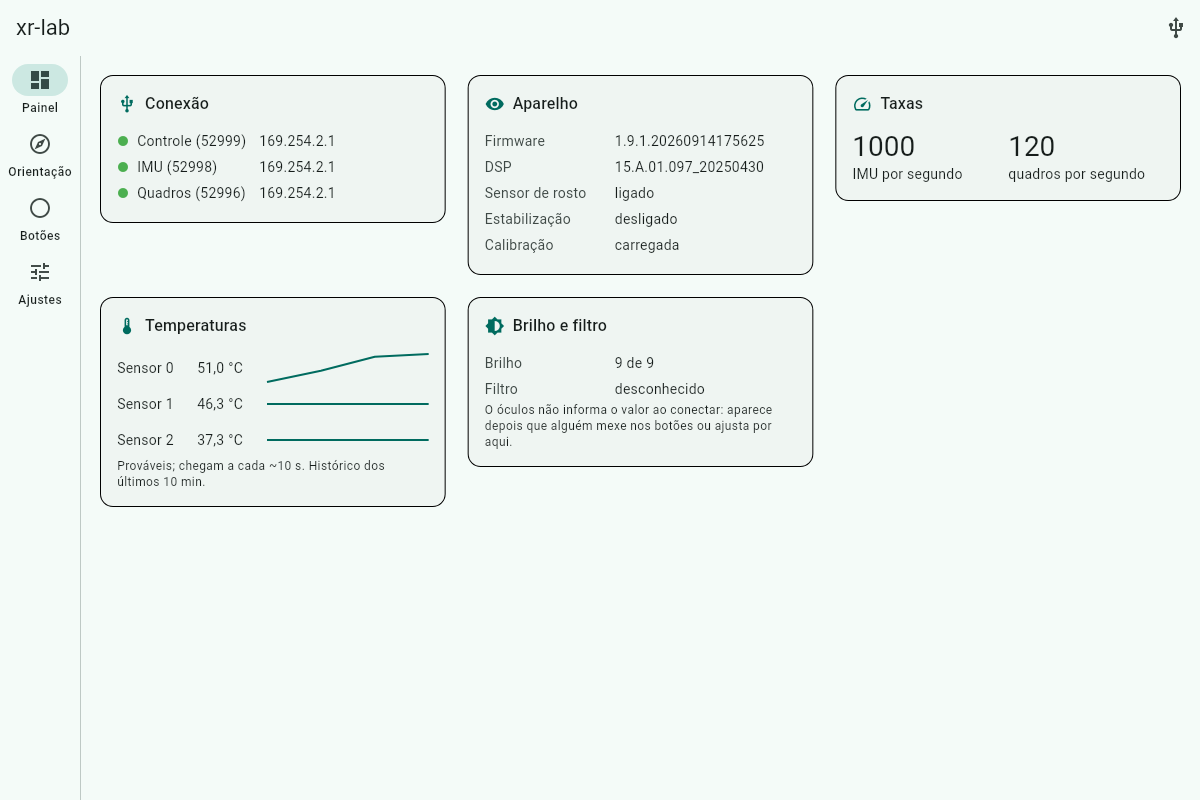 xr-lab
Painel
Orientação
Botões
Ajustes
Conexão
Controle (52999) 169.254.2.1
IMU (52998) 169.254.2.1
Quadros (52996) 169.254.2.1
Aparelho
Firmware 1.9.1.20260914175625
DSP 15.A.01.097_20250430
Sensor de rosto ligado
Estabilização desligado
Calibração carregada
Taxas
1000 120
IMU por segundo quadros por segundo
Temperaturas
Sensor 0 51,0 °C
Sensor 1 46,3 °C
Sensor 2 37,3 °C
Prováveis; chegam a cada ~10 s. Histórico dos
últimos 10 min.
Brilho e filtro
Brilho 9 de 9
Filtro desconhecido
O óculos não informa o valor ao conectar: aparece
depois que alguém mexe nos botões ou ajusta por
aqui.